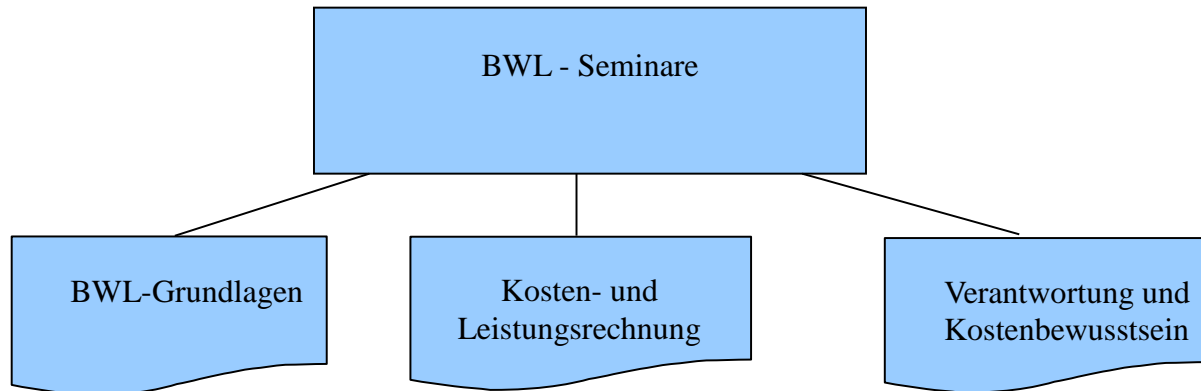 BWL - Seminare
BWL-Grundlagen
Kosten- und
Leistungsrechnung
Verantwortung und
Kostenbewusstsein